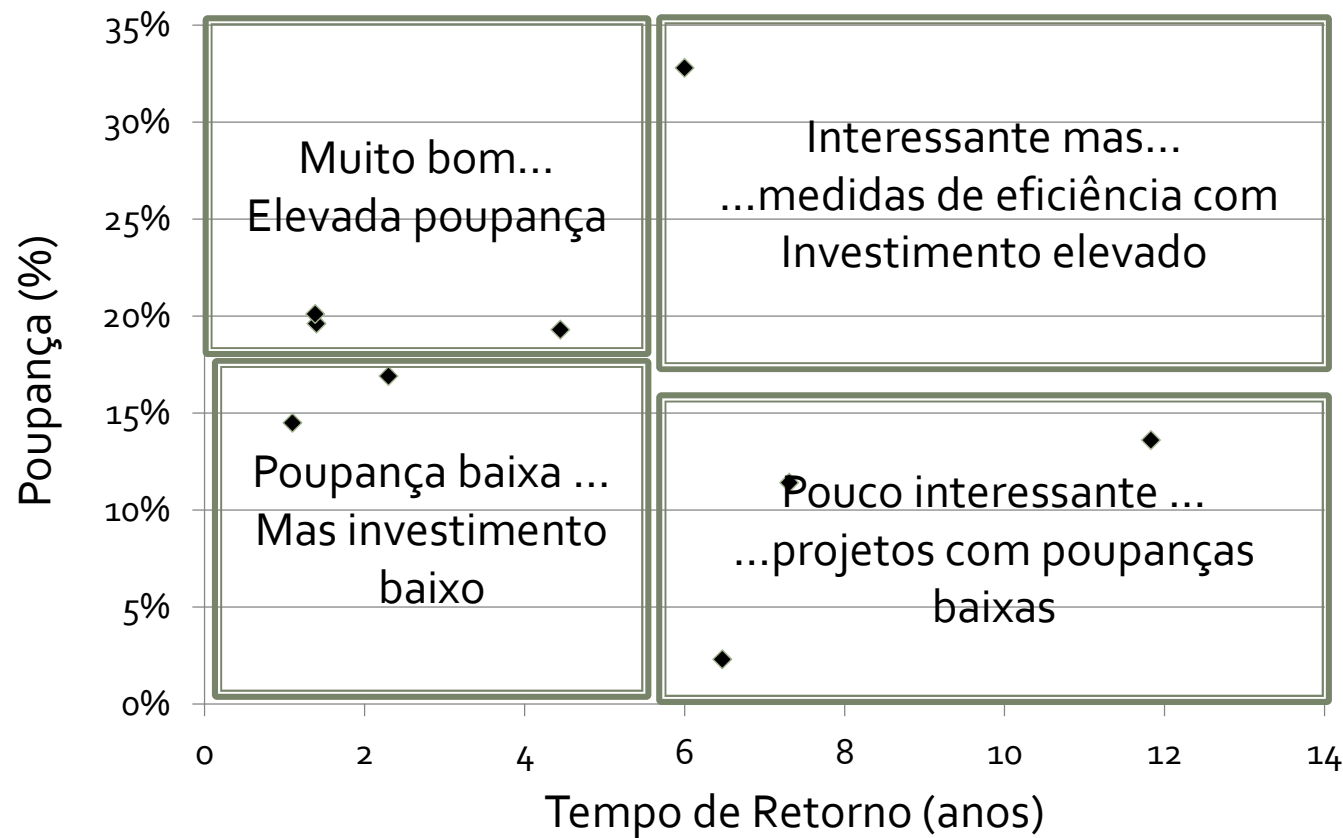 35%
30%
25%
20%
15%
10%
5%
0%
Poupança (%)
Muito bom...
Elevada poupança
Interessante mas...
...medidas de eficiência com
Investimento elevado
Poupança baixa ...
Mas investimento
baixo
Pouco interessante ...
...projetos com poupanças
baixas
0 2 4 6 8 10 12 14
Tempo de Retorno (anos)